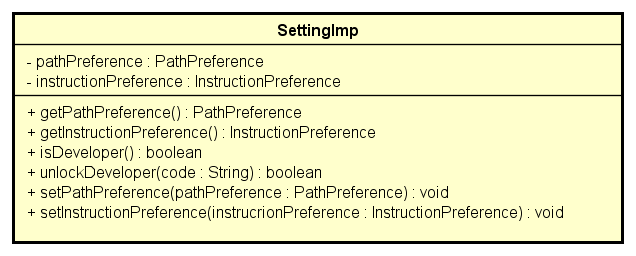 SettingImp
- pathPreference : PathPreference
- instructionPreference : InstructionPreference
+ getPathPreference() : PathPreference
+ getInstructionPreference() : InstructionPreference
+ isDeveloper() : boolean
+ unlockDeveloper(code : String) : boolean
+ setPathPreference(pathPreference : PathPreference) : void
+ setInstructionPreference(instrucrionPreference : InstructionPreference) : void